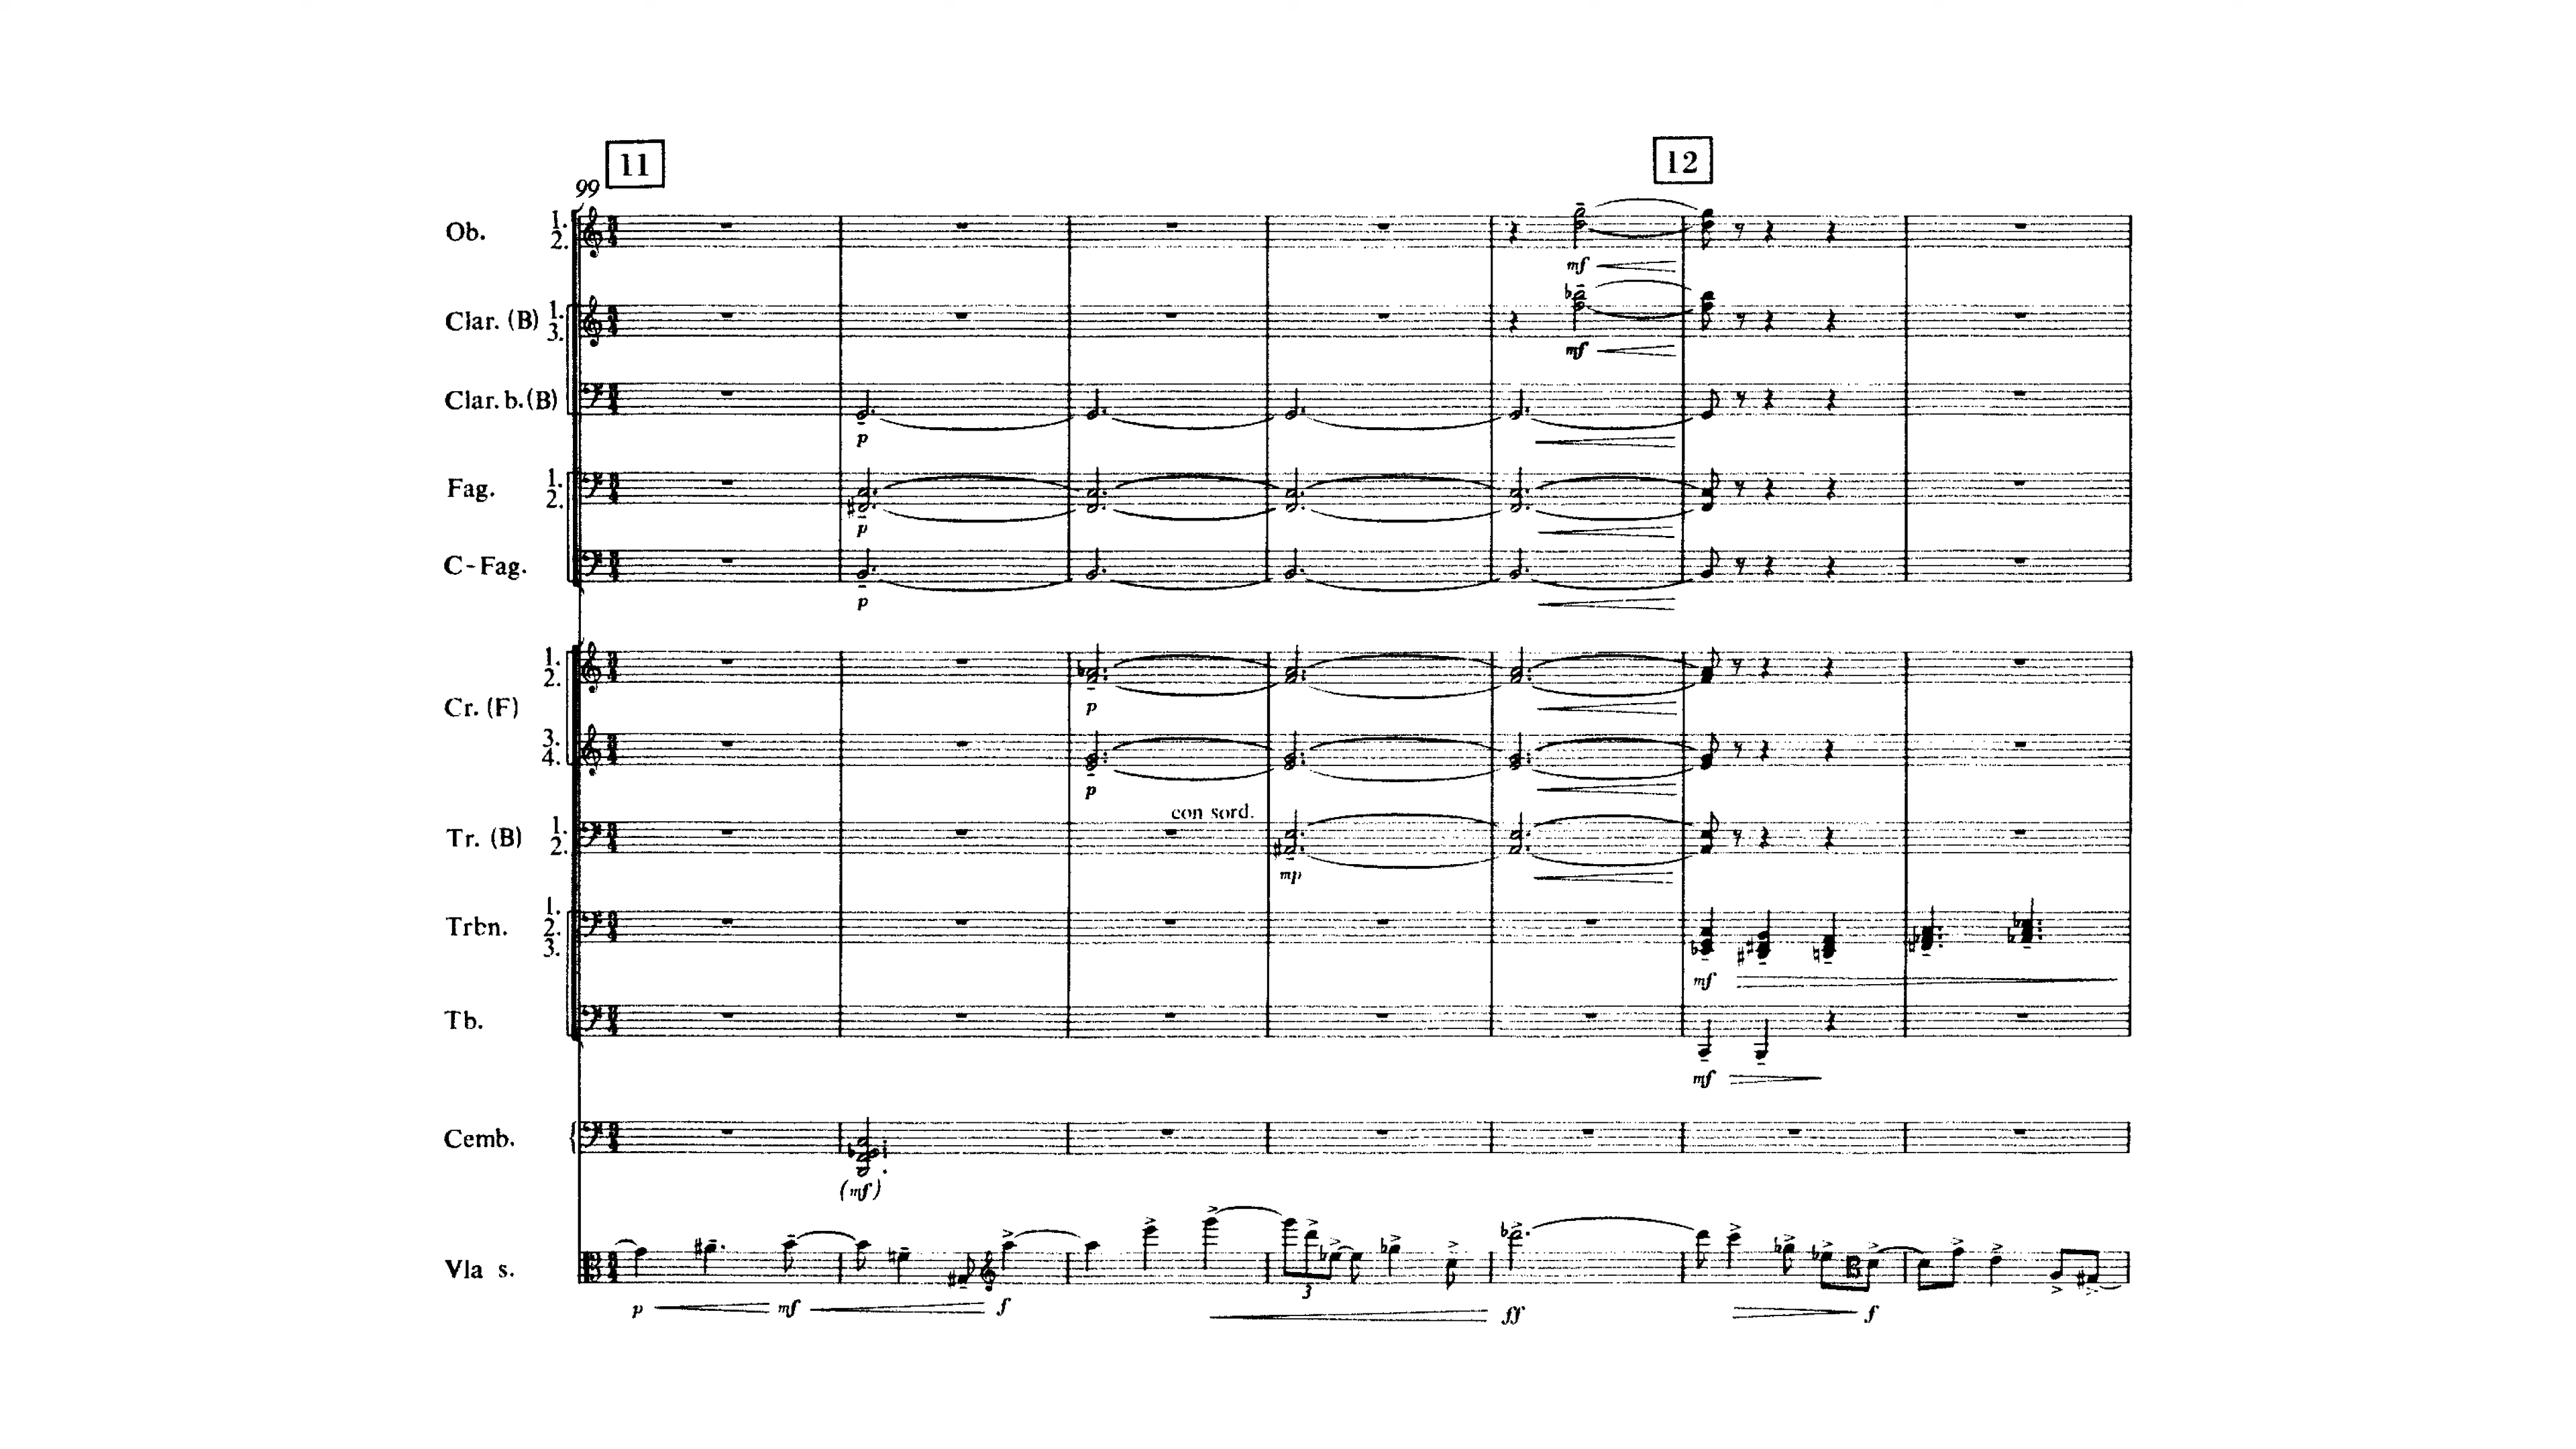 11
12
99
Ob. 1. 2.
mf
Clar. (B) 1. 3.
mf
Clar. b. (B)
p
Fag. 1. 2.
p
C-Fag.
p
Cr. (F) 1. 2.
p
3. 4.
p
con sord.
Tr. (B) 1. 2.
mp
Trbn. 1. 2. 3.
mf
Tb.
mf
Cemb.
(mf)
Vla s.
3
p mf f ff f